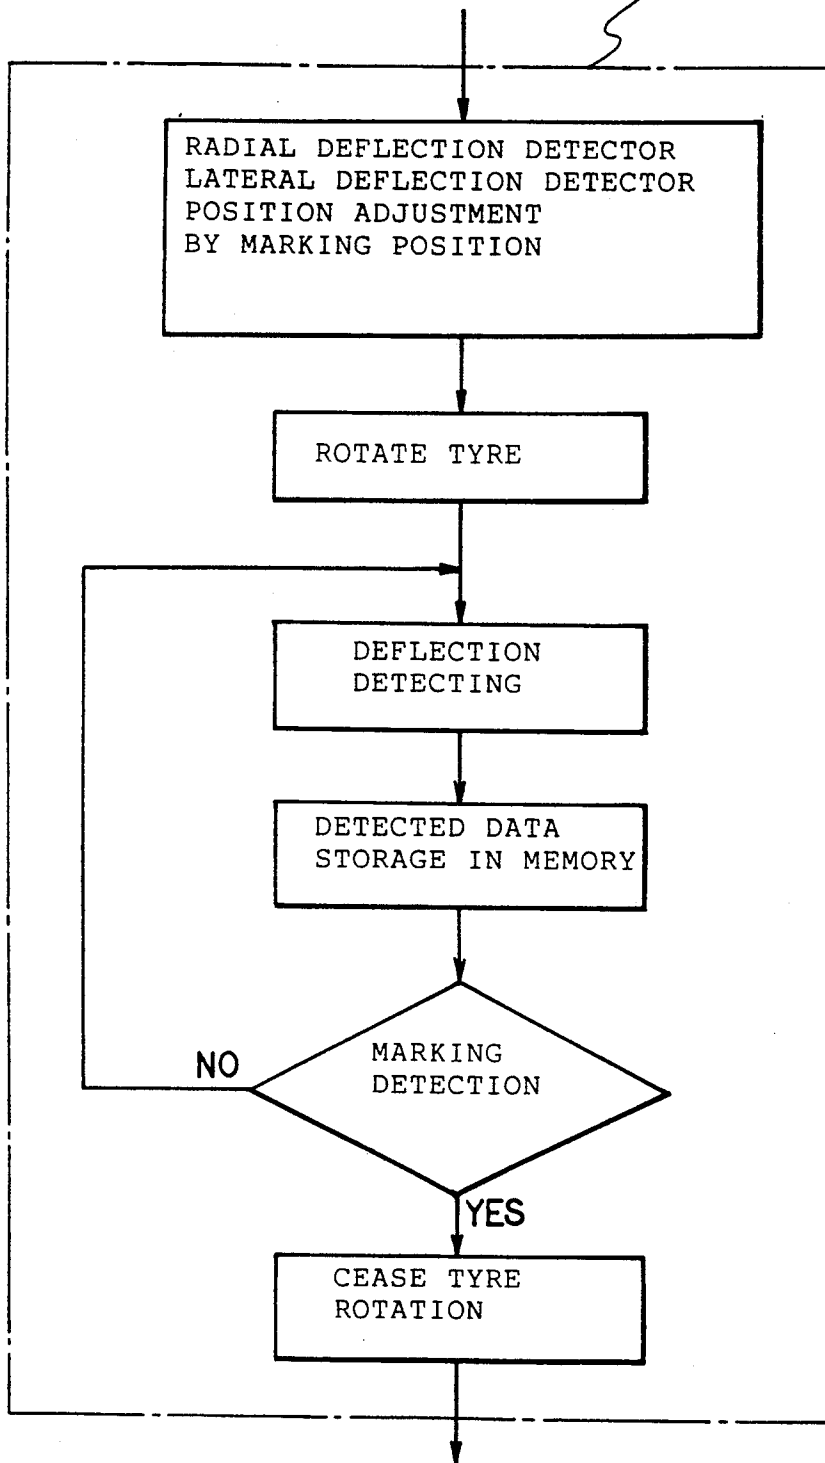 RADIAL DEFLECTION DETECTOR
LATERAL DEFLECTION DETECTOR
POSITION ADJUSTMENT
BY MARKING POSITION
ROTATE TYRE
DEFLECTION
DETECTING
DETECTED DATA
STORAGE IN MEMORY
MARKING
DETECTION
NO
YES
CEASE TYRE
ROTATION